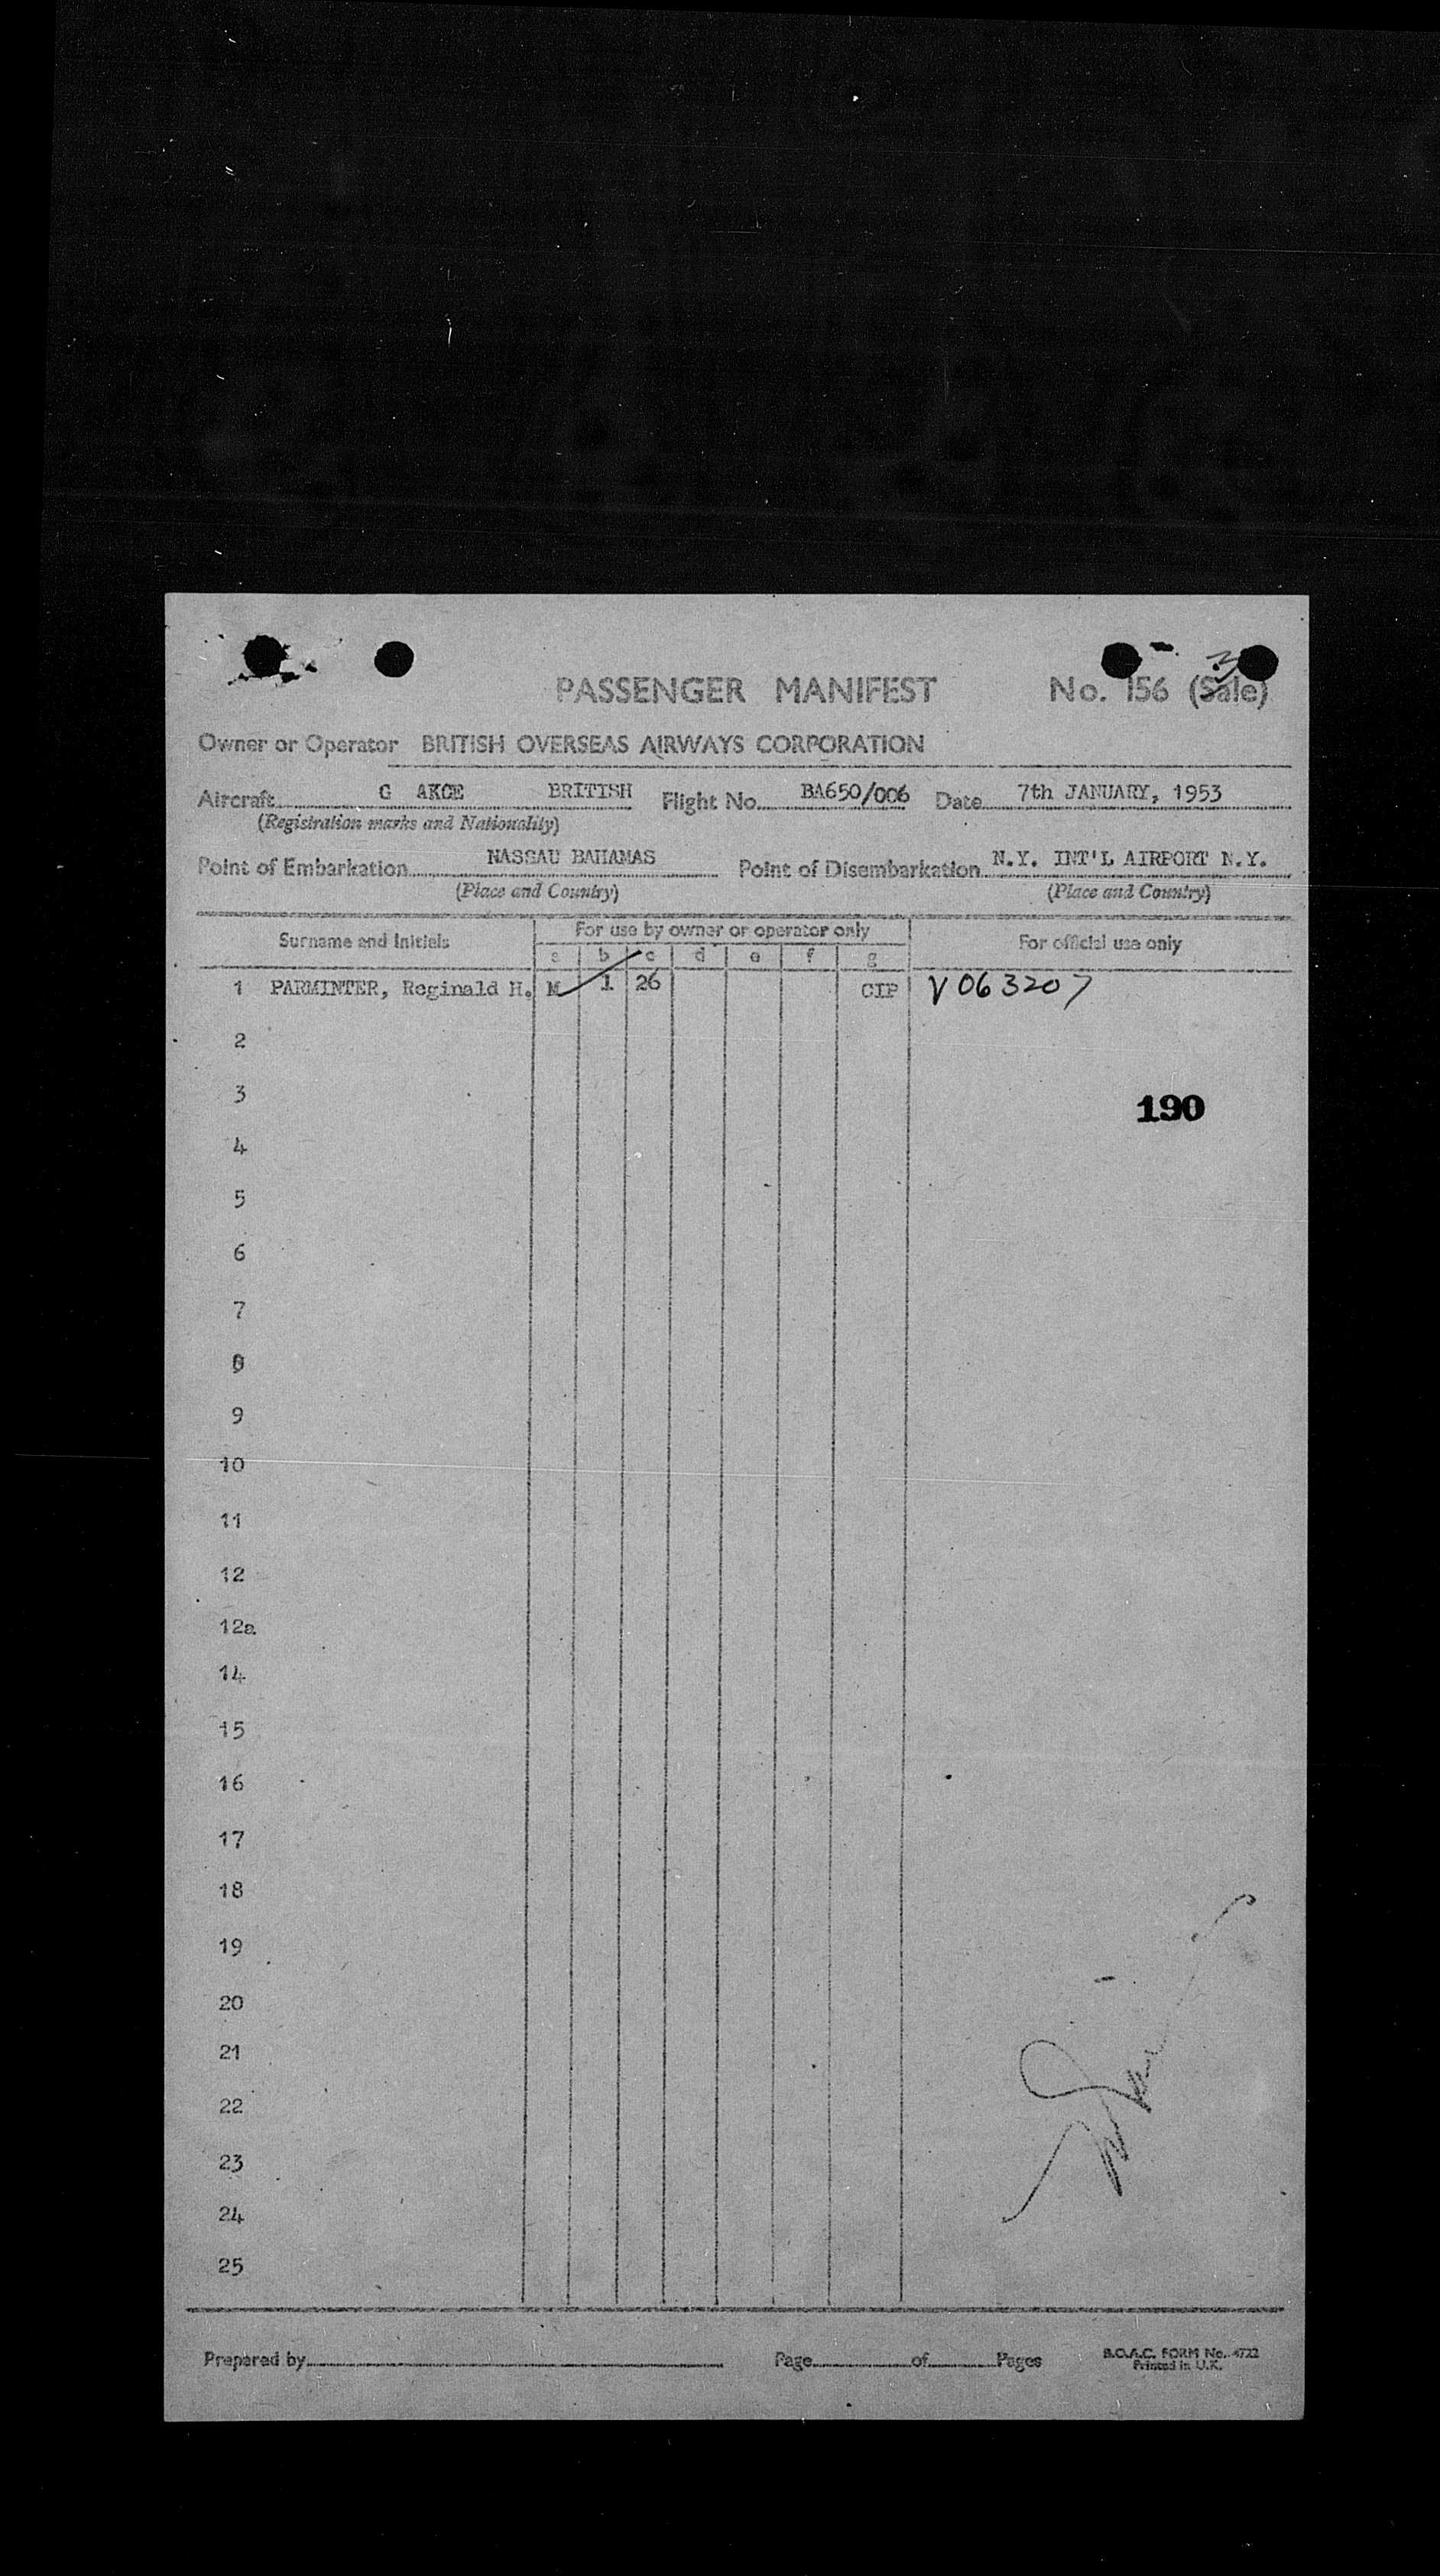 3
PASSENGER MANIFEST No. 156 (Sale)
Owner or Operator BRITISH OVERSEAS AIRWAYS CORPORATION
Aircraft G AKCE BRITISH Flight No. BA650/006 Date 7th JANUARY, 1953
(Registration marks and Nationality)
Point of Embarkation NASSAU BAHAMAS Point of Disembarkation N.Y. INT'L AIRPORT N.Y.
(Place and Country) (Place and Country)
Surname and Initials For use by owner or operator only For official use only
a b c d e f g
1 PARMINTER, Reginald H. M 1 26 CIP V063207
2
3 190
4
5
6
7
8
9
10
11
12
12a
14
15
16
17
18
19
20
21
22
23
24
25
Prepared by Page of Pages B.O.A.C. FORM No. 4722
Printed in U.K.